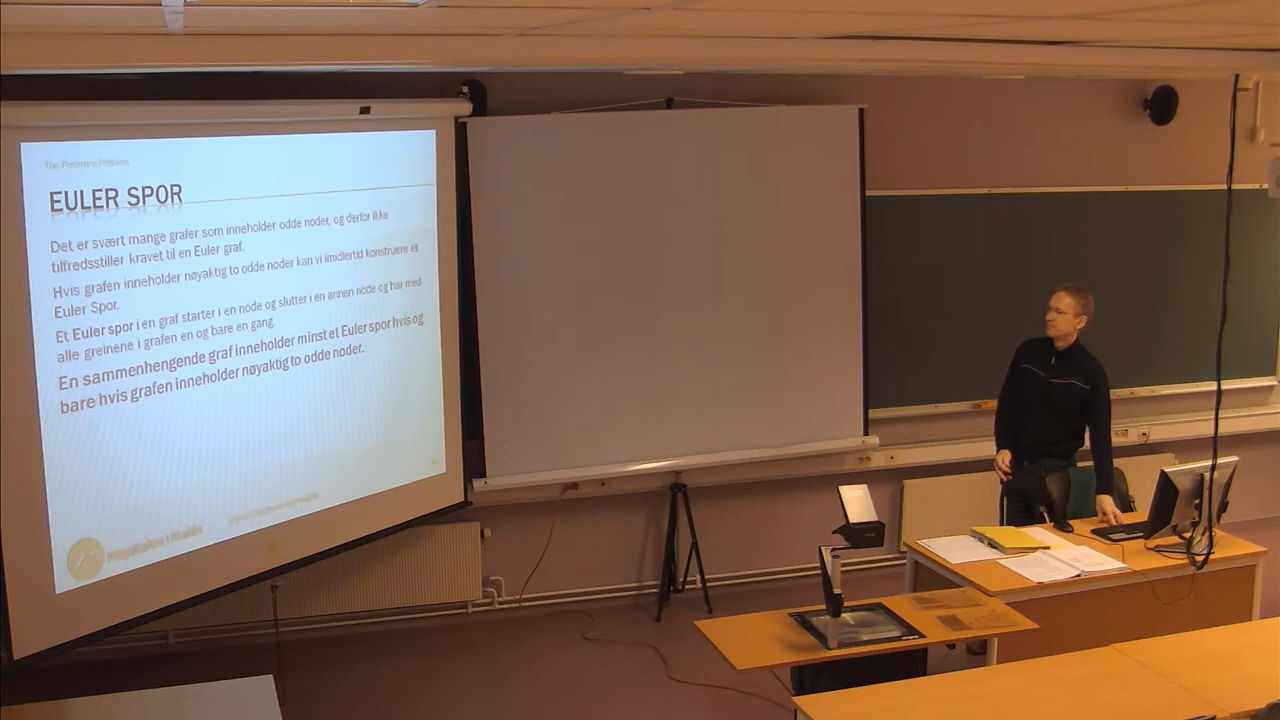 The Postmans Problem
EULER SPOR
Det er svært mange grafer som inneholder odde noder, og derfor ikke
tilfredsstiller kravet til en Euler graf.
Hvis grafen inneholder nøyaktig to odde noder kan vi imidlertid konstruere et
Euler Spor.
Et Euler spor i en graf starter i en node og slutter i en annen node og har med
alle greinene i grafen en og bare en gang.
En sammenhengende graf inneholder minst et Euler spor hvis og
bare hvis grafen inneholder nøyaktig to odde noder.
Høgskolen i Molde